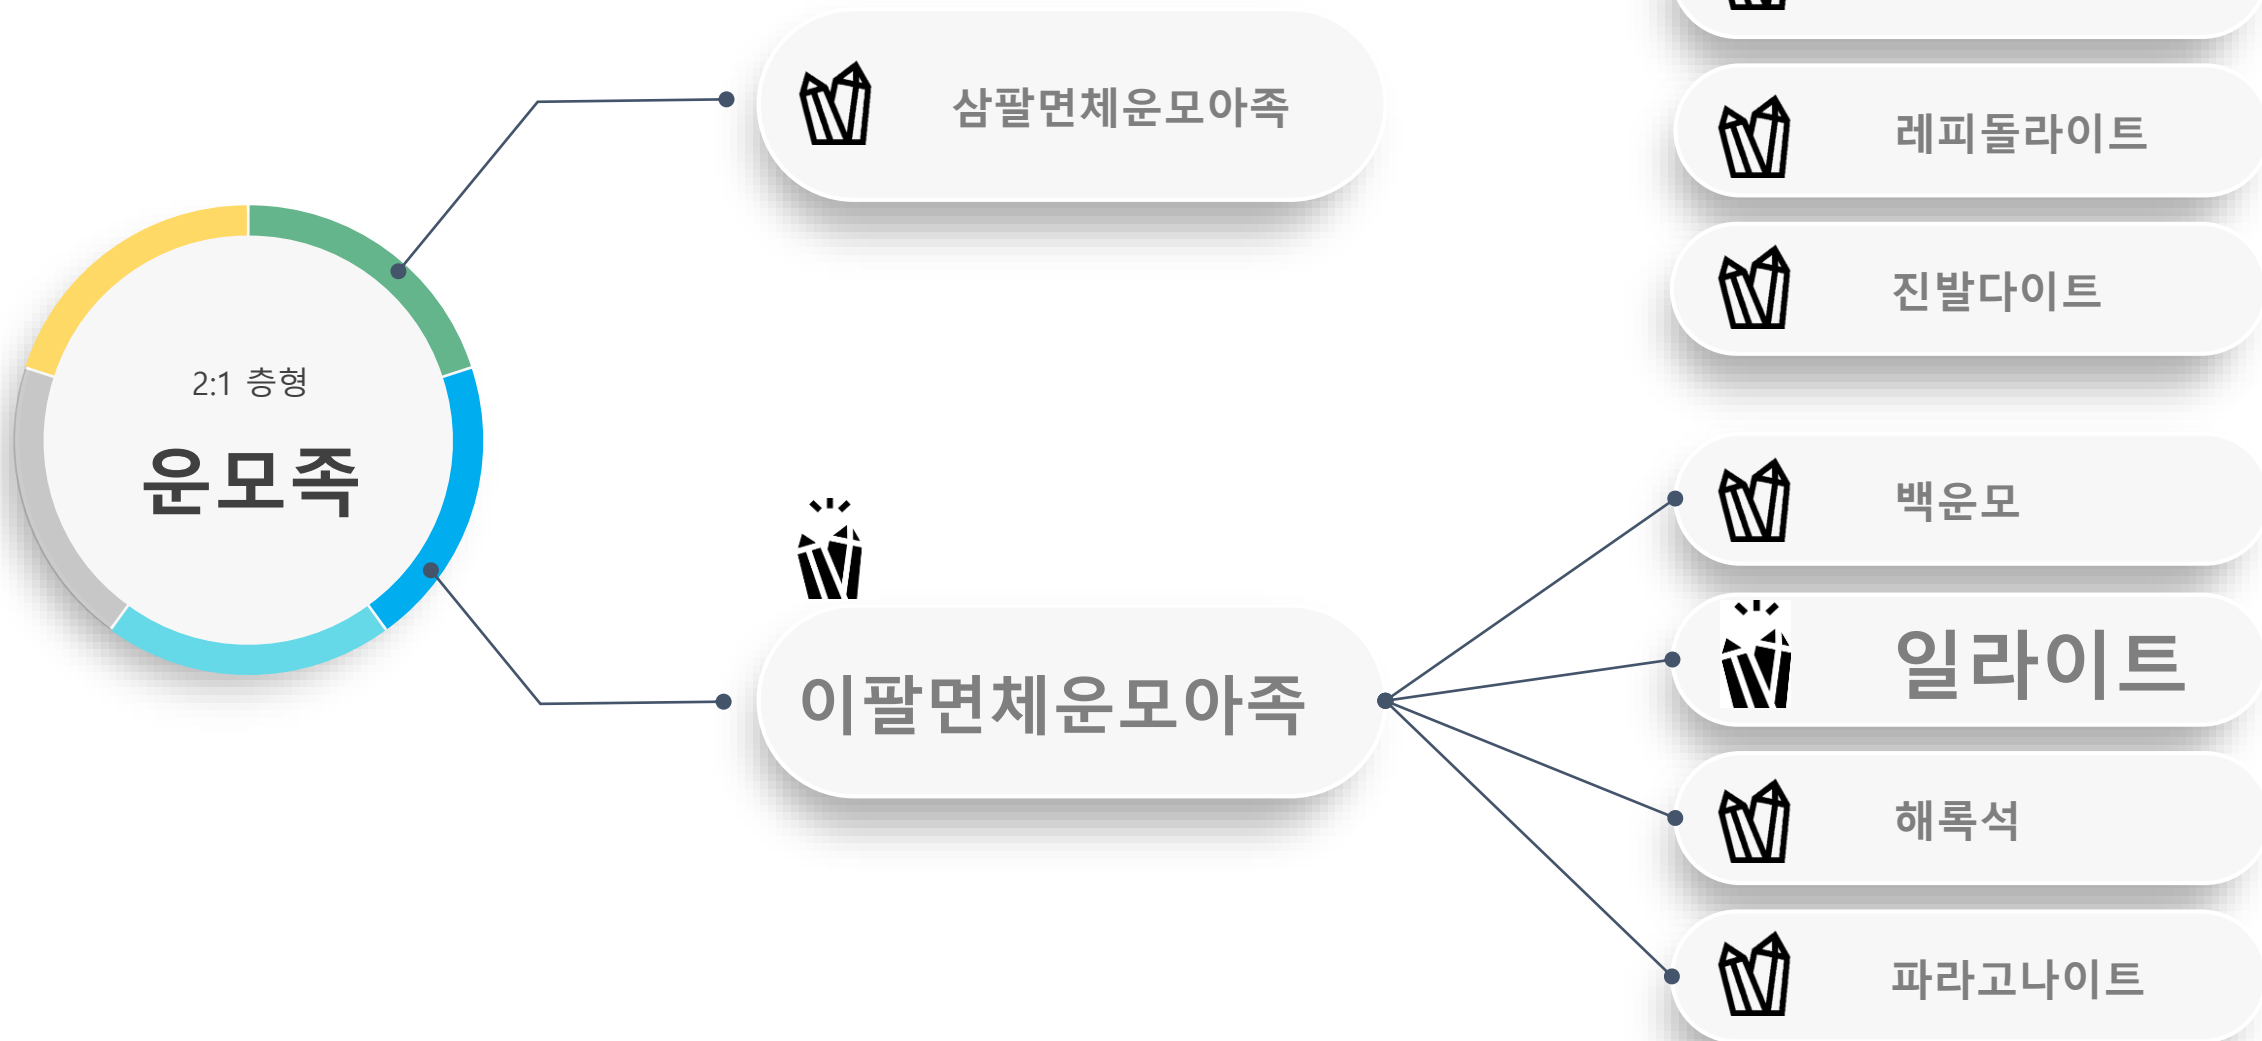 2:1 층형
운모족
삼팔면체운모아족
이팔면체운모아족
레피돌라이트
진발다이트
백운모
일라이트
해록석
파라고나이트